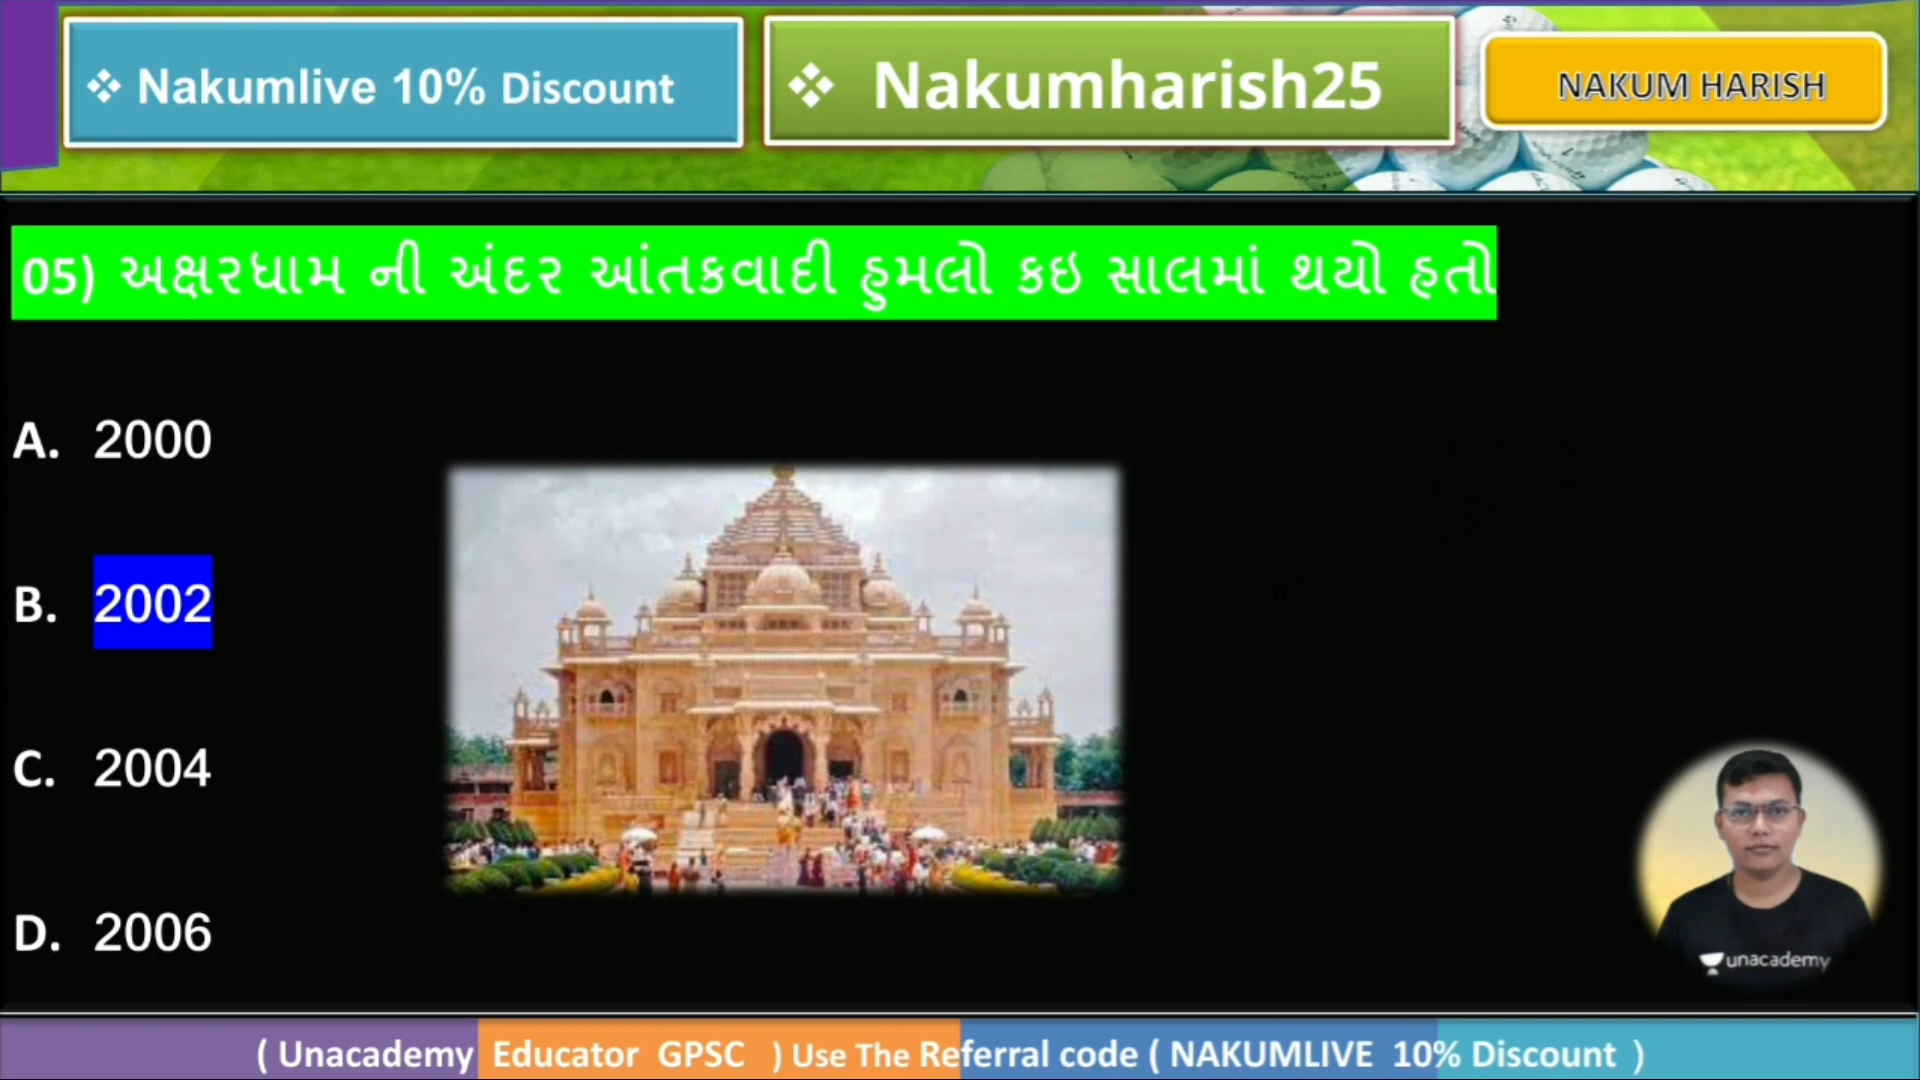 ❖ Nakumlive 10% Discount
❖ Nakumharish25
NAKUM HARISH
05) અક્ષરધામ ની અંદર આંતકવાદી હુમલો કઇ સાલમાં થયો હતો
A. 2000
B. 2002
C. 2004
D. 2006
unacademy
( Unacademy Educator GPSC ) Use The Referral code ( NAKUMLIVE 10% Discount )